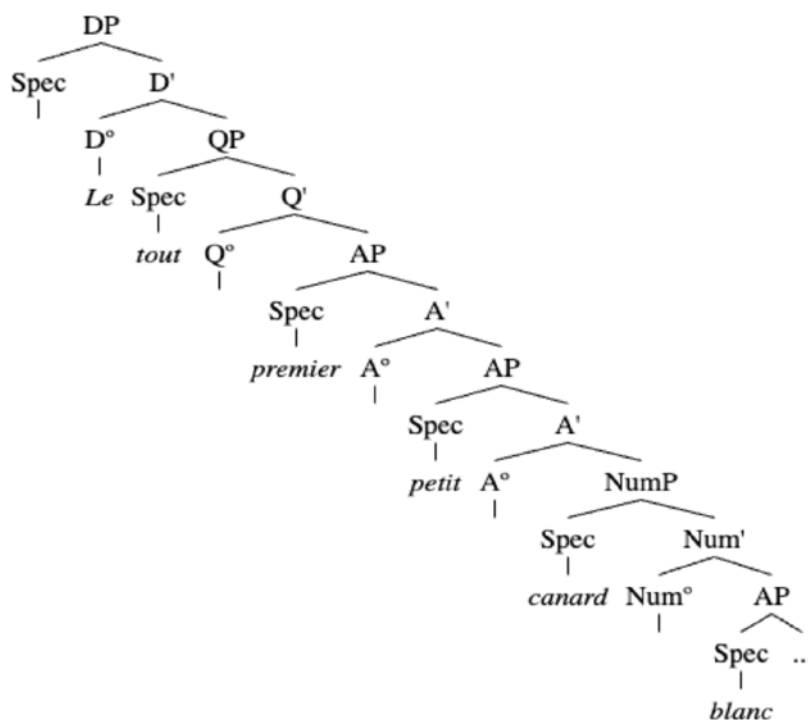 DP
Spec D'
D° QP
Le Spec Q'
tout Q° AP
Spec A'
premier A° AP
Spec A'
petit A° NumP
Spec Num'
canard Num° AP
Spec ..
blanc